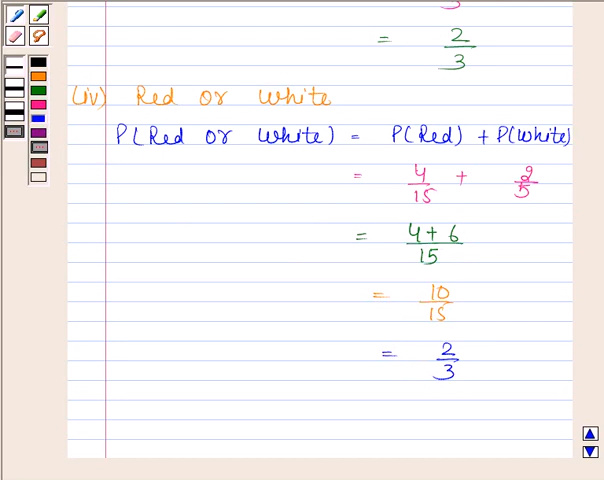 3
= 2/3
(iv) Red or White
P(Red or White) = P(Red) + P(White)
= 4/15 + 2/5
= 4+6/15
= 10/15
= 2/3